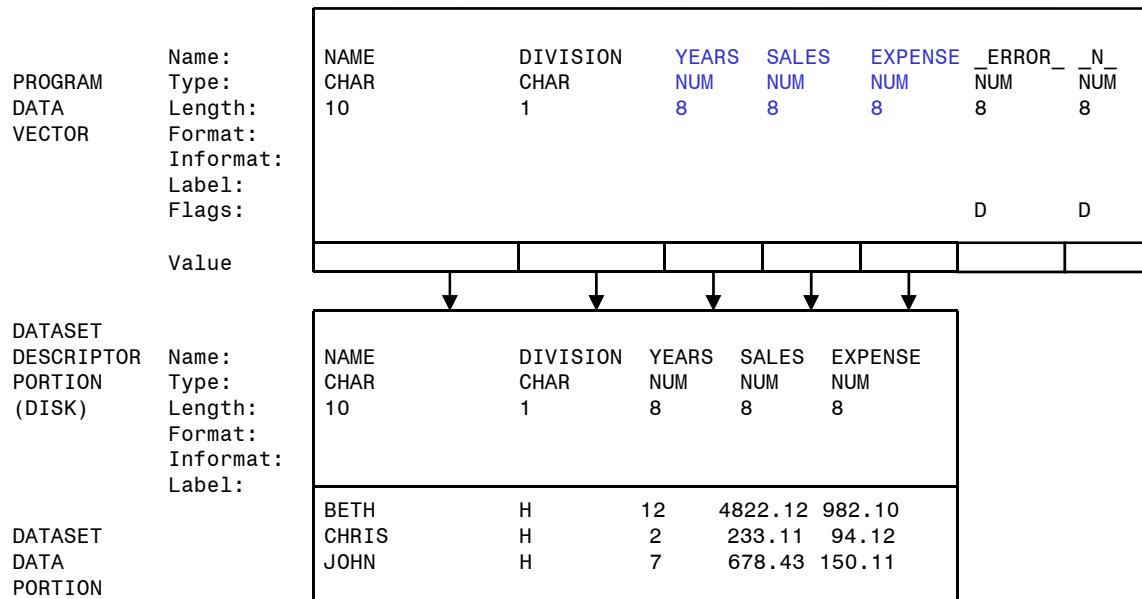 Name: NAME DIVISION YEARS SALES EXPENSE _ERROR_ _N_
PROGRAM Type: CHAR CHAR NUM NUM NUM NUM NUM
DATA Length: 10 1 8 8 8 8 8
VECTOR Format:
Informat:
Label:
Flags: D D
Value
DATASET
DESCRIPTOR Name: NAME DIVISION YEARS SALES EXPENSE
PORTION Type: CHAR CHAR NUM NUM NUM
(DISK) Length: 10 1 8 8 8
Format:
Informat:
Label:
BETH H 12 4822.12 982.10
DATASET CHRIS H 2 233.11 94.12
DATA JOHN H 7 678.43 150.11
PORTION